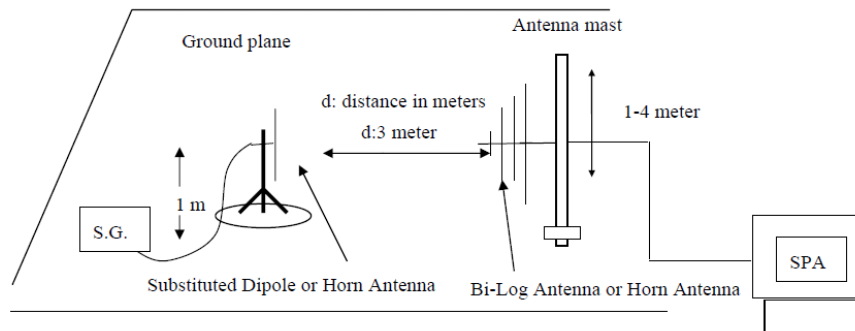 Antenna mast
Ground plane
d: distance in meters
d:3 meter
1-4 meter
1 m
S.G.
SPA
Substituted Dipole or Horn Antenna
Bi-Log Antenna or Horn Antenna